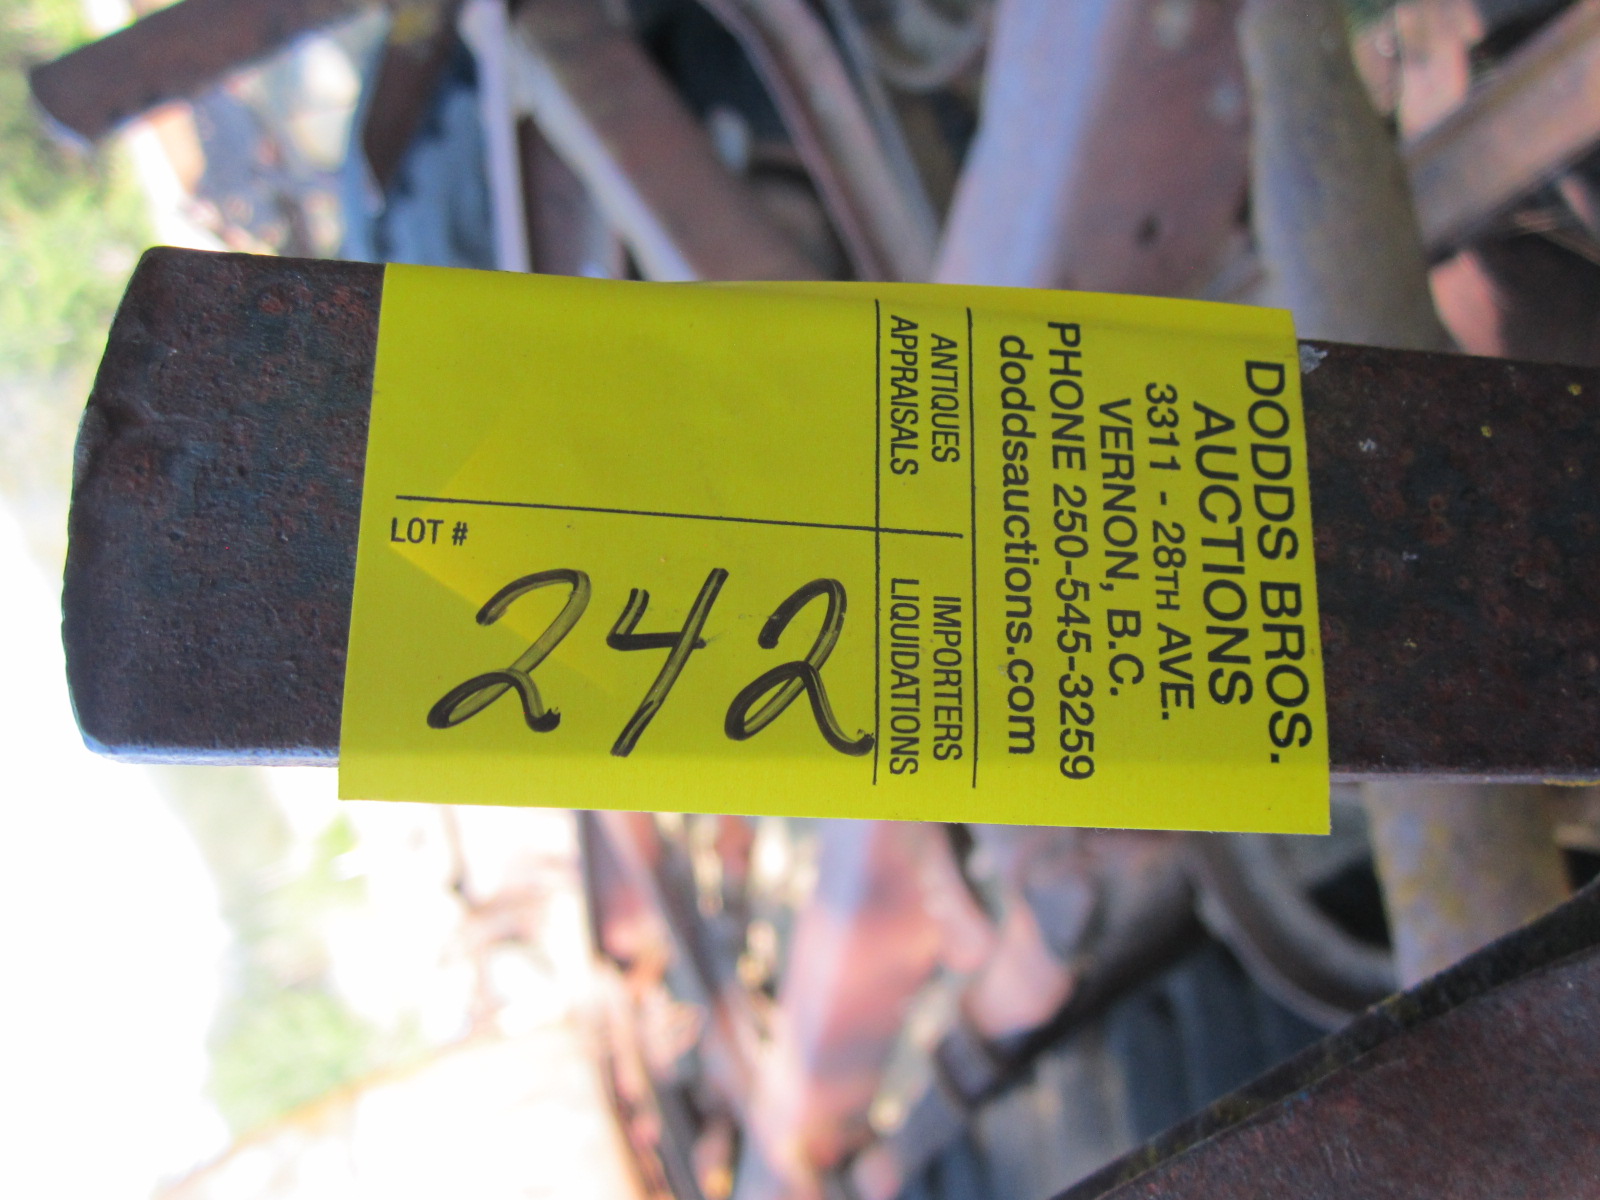 DODDS BROS.
AUCTIONS
3311 - 28TH AVE.
VERNON, B.C.
PHONE 250-545-3259
doddsauctions.com
ANTIQUES
APPRAISALS
IMPORTERS
LIQUIDATIONS
LOT #
242